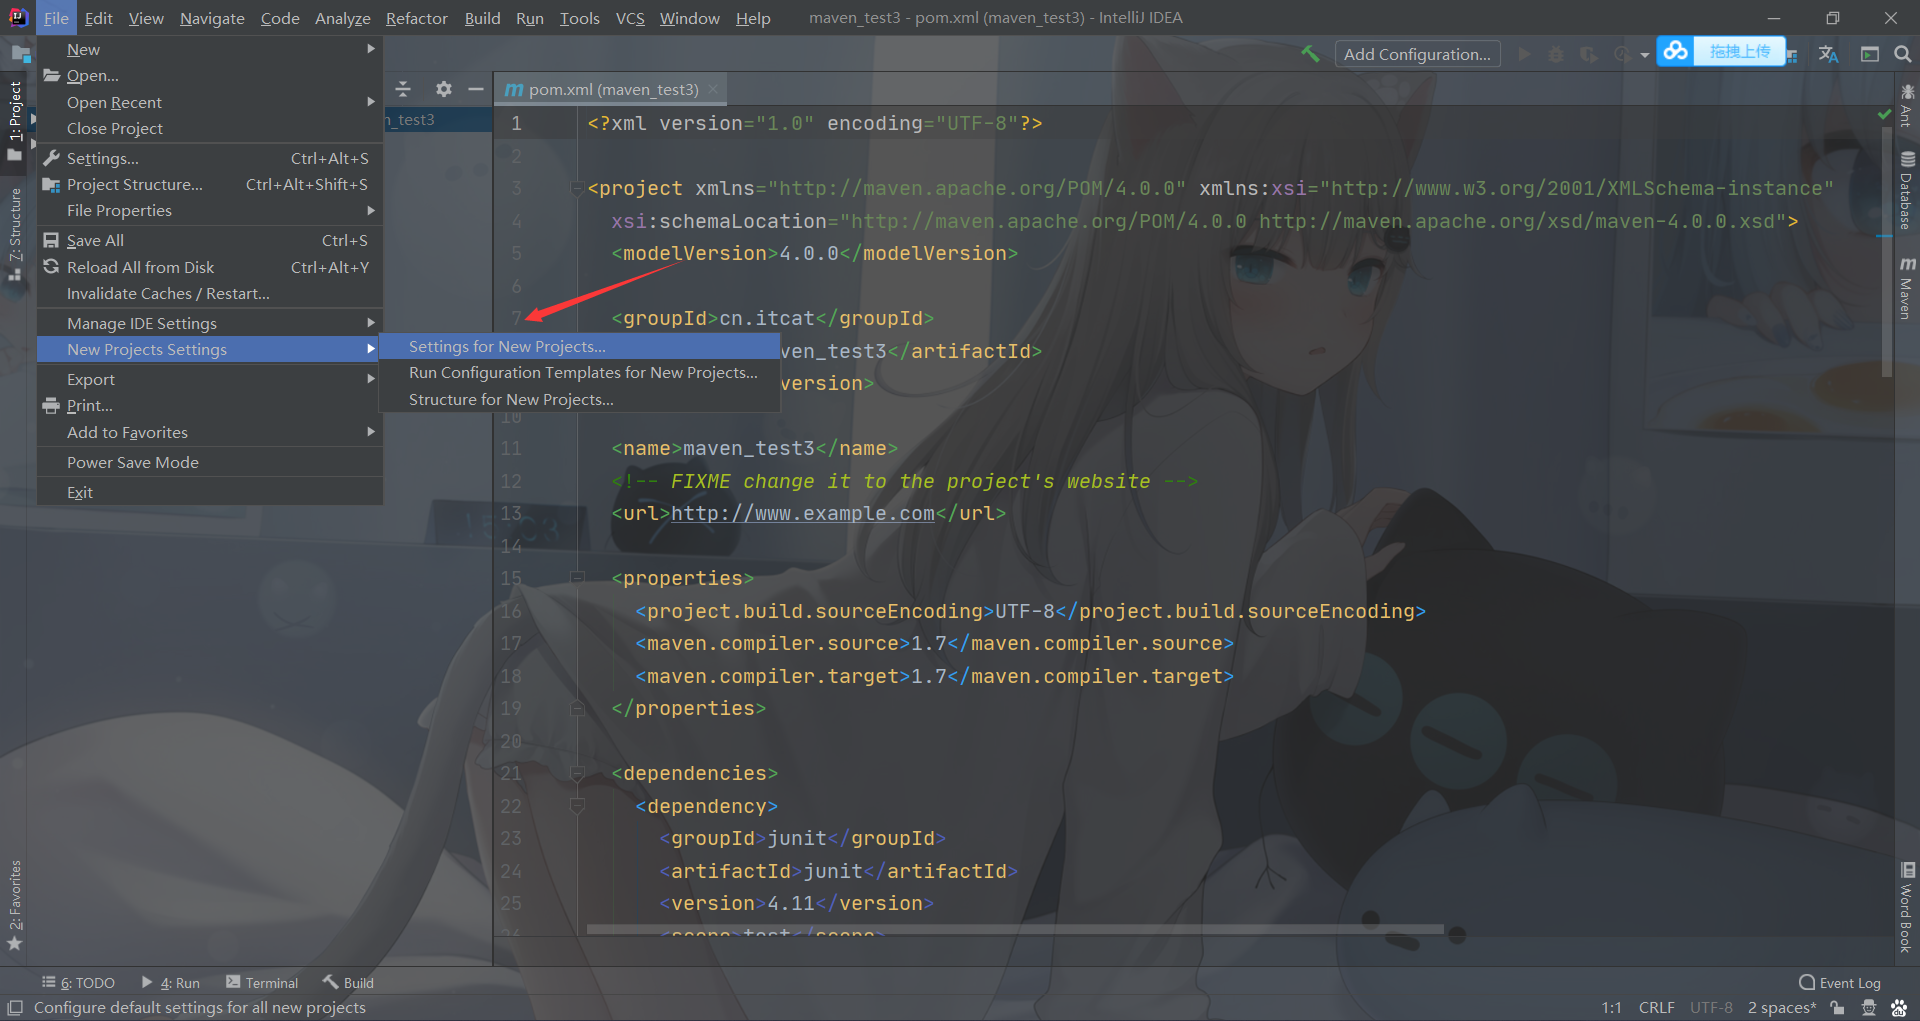 File Edit View Navigate Code Analyze Refactor Build Run Tools VCS Window Help maven_test3 - pom.xml (maven_test3) - IntelliJ IDEA
Add Configuration... 拖拽上传
New
Open...
Open Recent
Close Project
Settings... Ctrl+Alt+S
Project Structure... Ctrl+Alt+Shift+S
File Properties
Save All Ctrl+S
Reload All from Disk Ctrl+Alt+Y
Invalidate Caches / Restart...
Manage IDE Settings
New Projects Settings
Export
Print...
Add to Favorites
Power Save Mode
Exit
Settings for New Projects...
Run Configuration Templates for New Projects...
Structure for New Projects...
1: Project
7: Structure
2: Favorites
n_test3
m pom.xml (maven_test3)
1 <?xml version="1.0" encoding="UTF-8"?>
2
3 <project xmlns="http://maven.apache.org/POM/4.0.0" xmlns:xsi="http://www.w3.org/2001/XMLSchema-instance"
4 xsi:schemaLocation="http://maven.apache.org/POM/4.0.0 http://maven.apache.org/xsd/maven-4.0.0.xsd">
5 <modelVersion>4.0.0</modelVersion>
6
7 <groupId>cn.itcat</groupId>
ven_test3</artifactId>
version>
10
11 <name>maven_test3</name>
12 <!-- FIXME change it to the project's website -->
13 <url>http://www.example.com</url>
14
15 <properties>
16 <project.build.sourceEncoding>UTF-8</project.build.sourceEncoding>
17 <maven.compiler.source>1.7</maven.compiler.source>
18 <maven.compiler.target>1.7</maven.compiler.target>
19 </properties>
20
21 <dependencies>
22 <dependency>
23 <groupId>junit</groupId>
24 <artifactId>junit</artifactId>
25 <version>4.11</version>
26 <scope>test</scope>
Ant
Database
m Maven
Word Book
6: TODO 4: Run Terminal Build Event Log
Configure default settings for all new projects 1:1 CRLF UTF-8 2 spaces* du